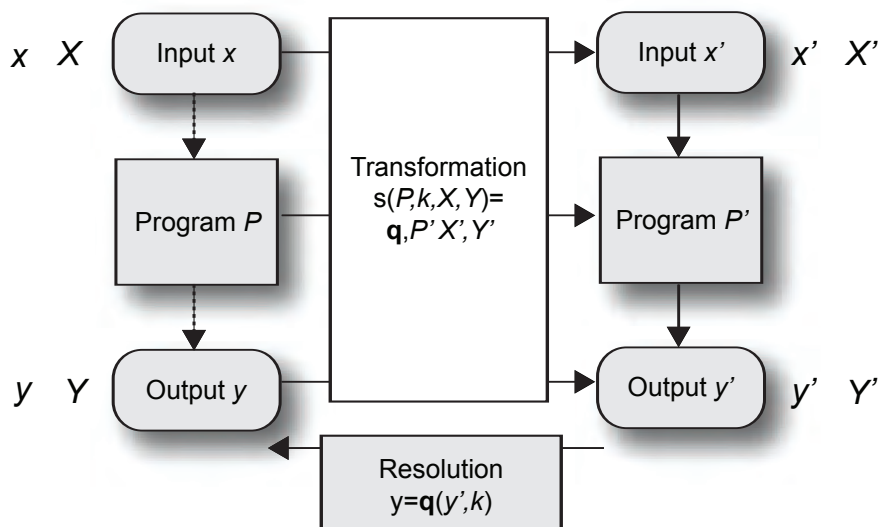 x X Input x Input x’ x’ X’
Program P
Transformation
s(P,k,X,Y)=
q,P’ X’,Y’
Program P’
y Y Output y Output y’ y’ Y’
Resolution
y=q(y’,k)